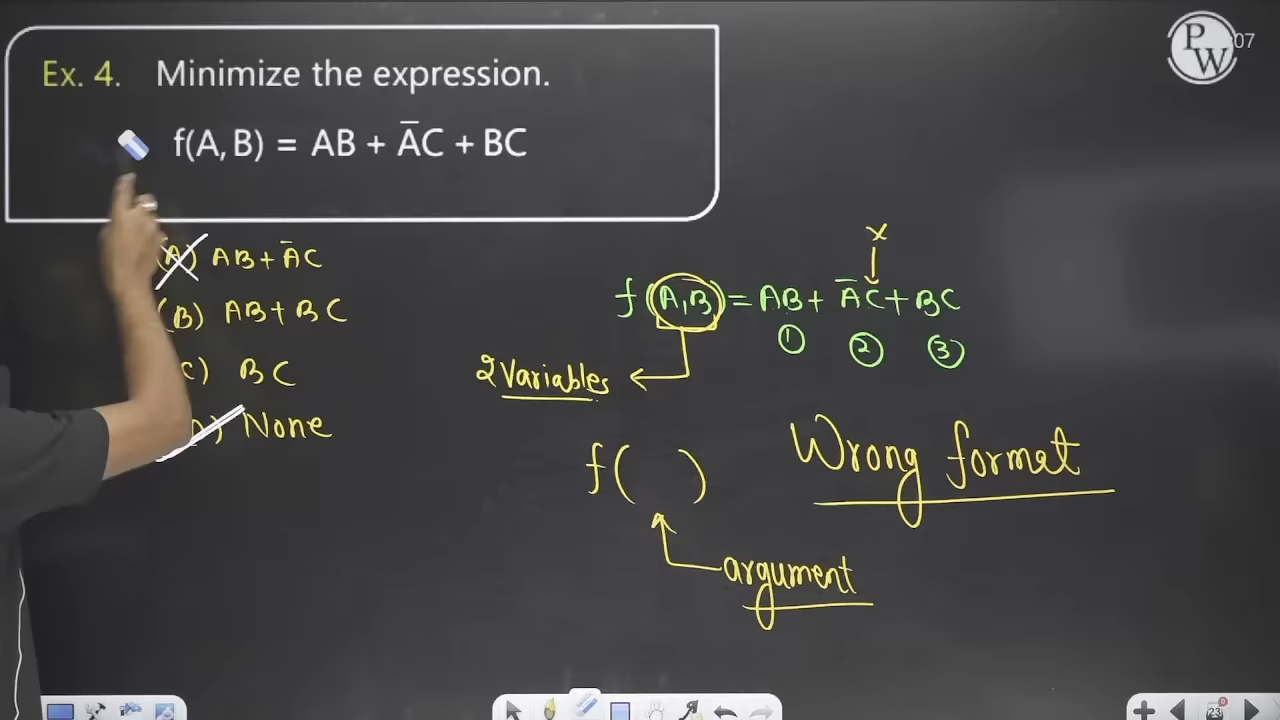 Ex. 4. Minimize the expression.
f(A, B) = AB + A̅C + BC
PW
07
(A) AB + A̅C
(B) AB + BC
C) BC
None
x
f(A,B) = AB + A̅C + BC
① ② ③
2 Variables
f( )
Wrong format
argument
23